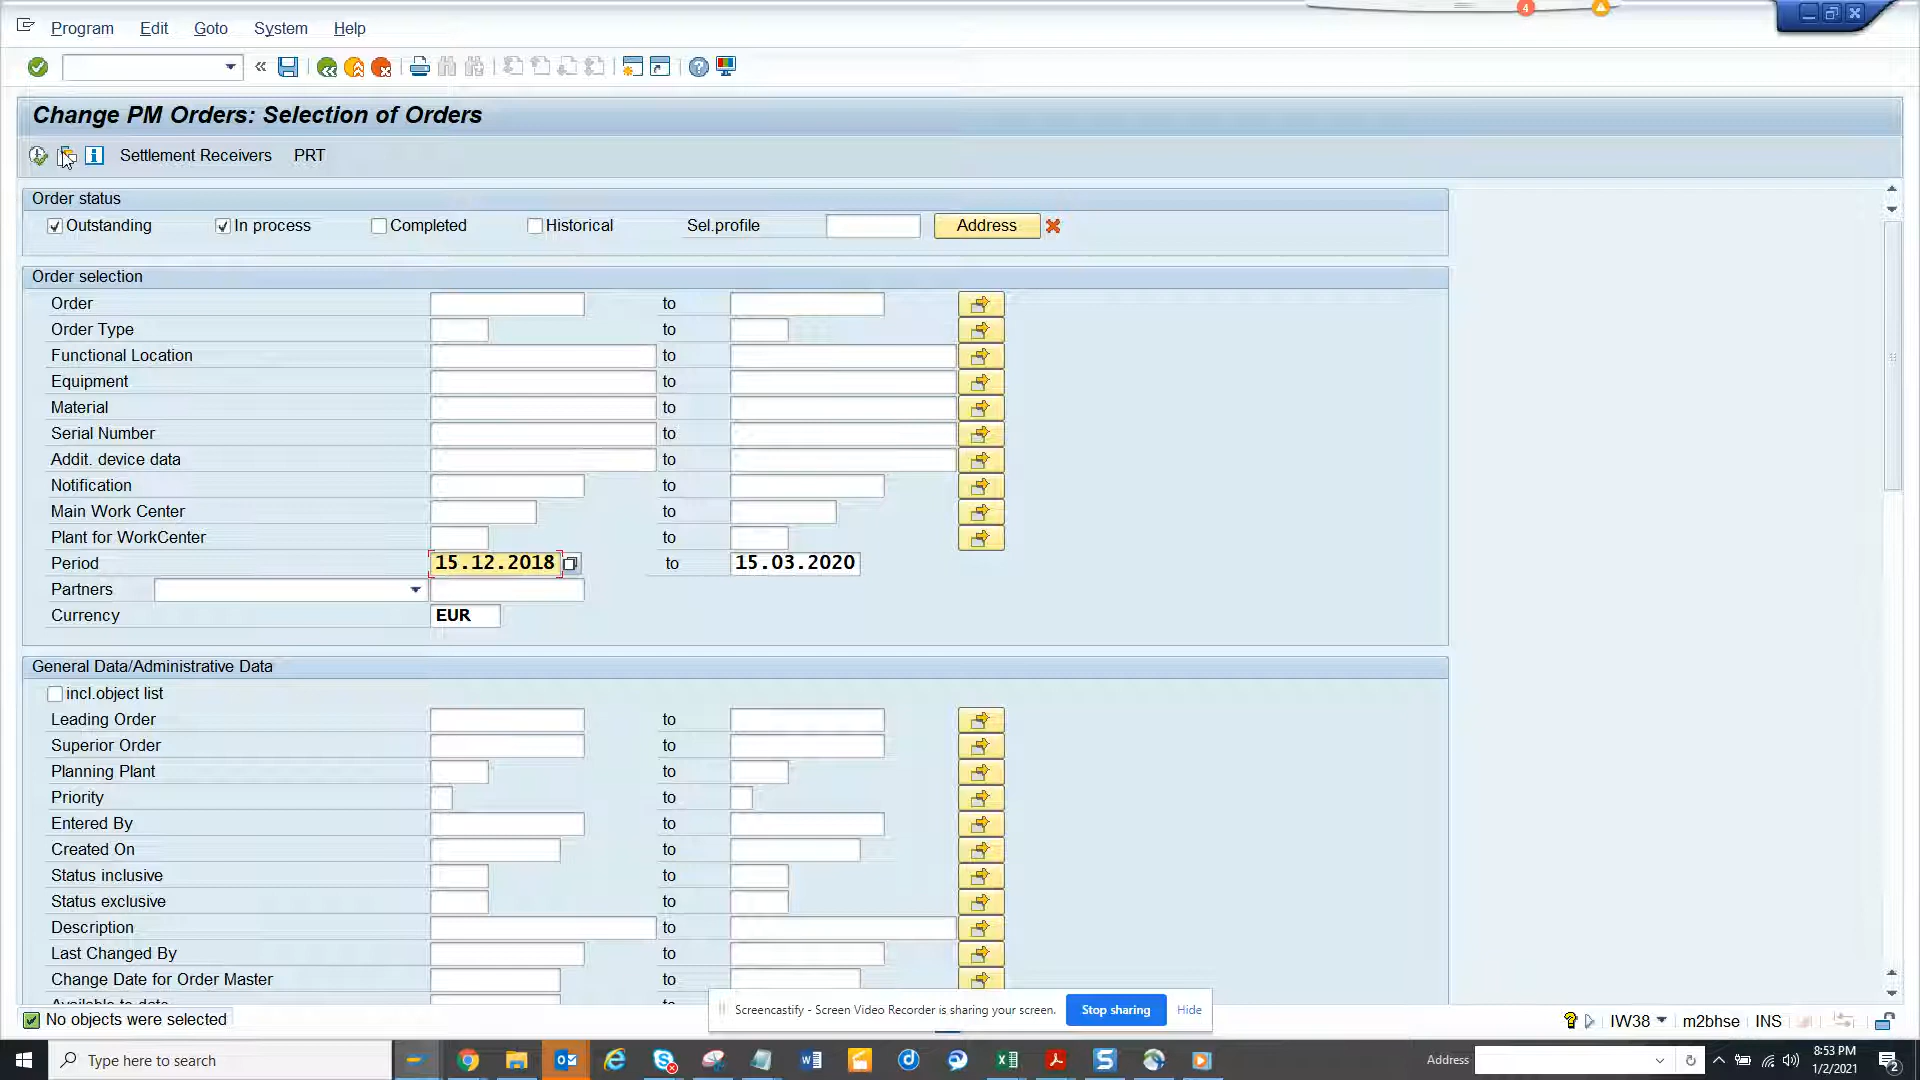 Program Edit Goto System Help
4
Change PM Orders: Selection of Orders
Settlement Receivers PRT
Order status
Outstanding In process Completed Historical Sel.profile Address
Order selection
Order to
Order Type to
Functional Location to
Equipment to
Material to
Serial Number to
Addit. device data to
Notification to
Main Work Center to
Plant for WorkCenter to
Period 15.12.2018 to 15.03.2020
Partners
Currency EUR
General Data/Administrative Data
incl.object list
Leading Order to
Superior Order to
Planning Plant to
Priority to
Entered By to
Created On to
Status inclusive to
Status exclusive to
Description to
Last Changed By to
Change Date for Order Master to
Available to date to
Screencastify - Screen Video Recorder is sharing your screen. Stop sharing Hide
No objects were selected IW38 m2bhse INS
Type here to search Address 8:53 PM
1/2/2021
2